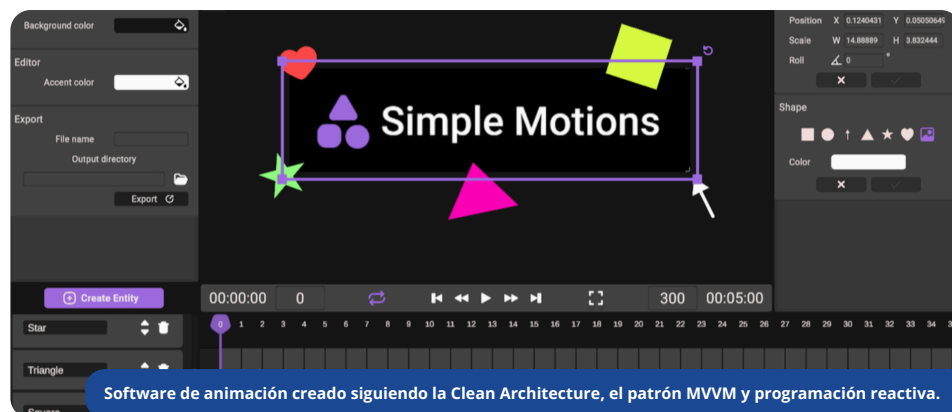 Background color
Editor
Accent color
Export
File name
Output directory
Export
Create Entity
Star
Triangle
Simple Motions
Position X 0.1240431 Y 0.05050649
Scale W 14.88889 H 3.832444
Roll 0 °
Shape
Color
00:00:00 0 300 00:05:00
0 1 2 3 4 5 6 7 8 9 10 11 12 13 14 15 16 17 18 19 20 21 22 23 24 25 26 27 28 29 30 31 32 33 34
Software de animación creado siguiendo la Clean Architecture, el patrón MVVM y programación reactiva.